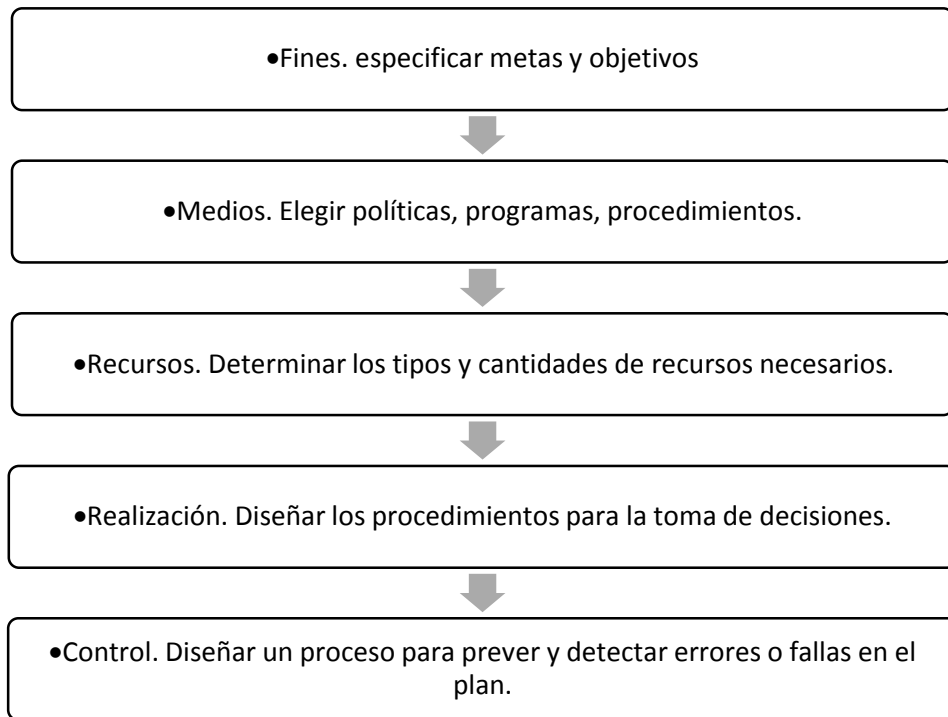 •Fines. especificar metas y objetivos
•Medios. Elegir políticas, programas, procedimientos.
•Recursos. Determinar los tipos y cantidades de recursos necesarios.
•Realización. Diseñar los procedimientos para la toma de decisiones.
•Control. Diseñar un proceso para prever y detectar errores o fallas en el
plan.